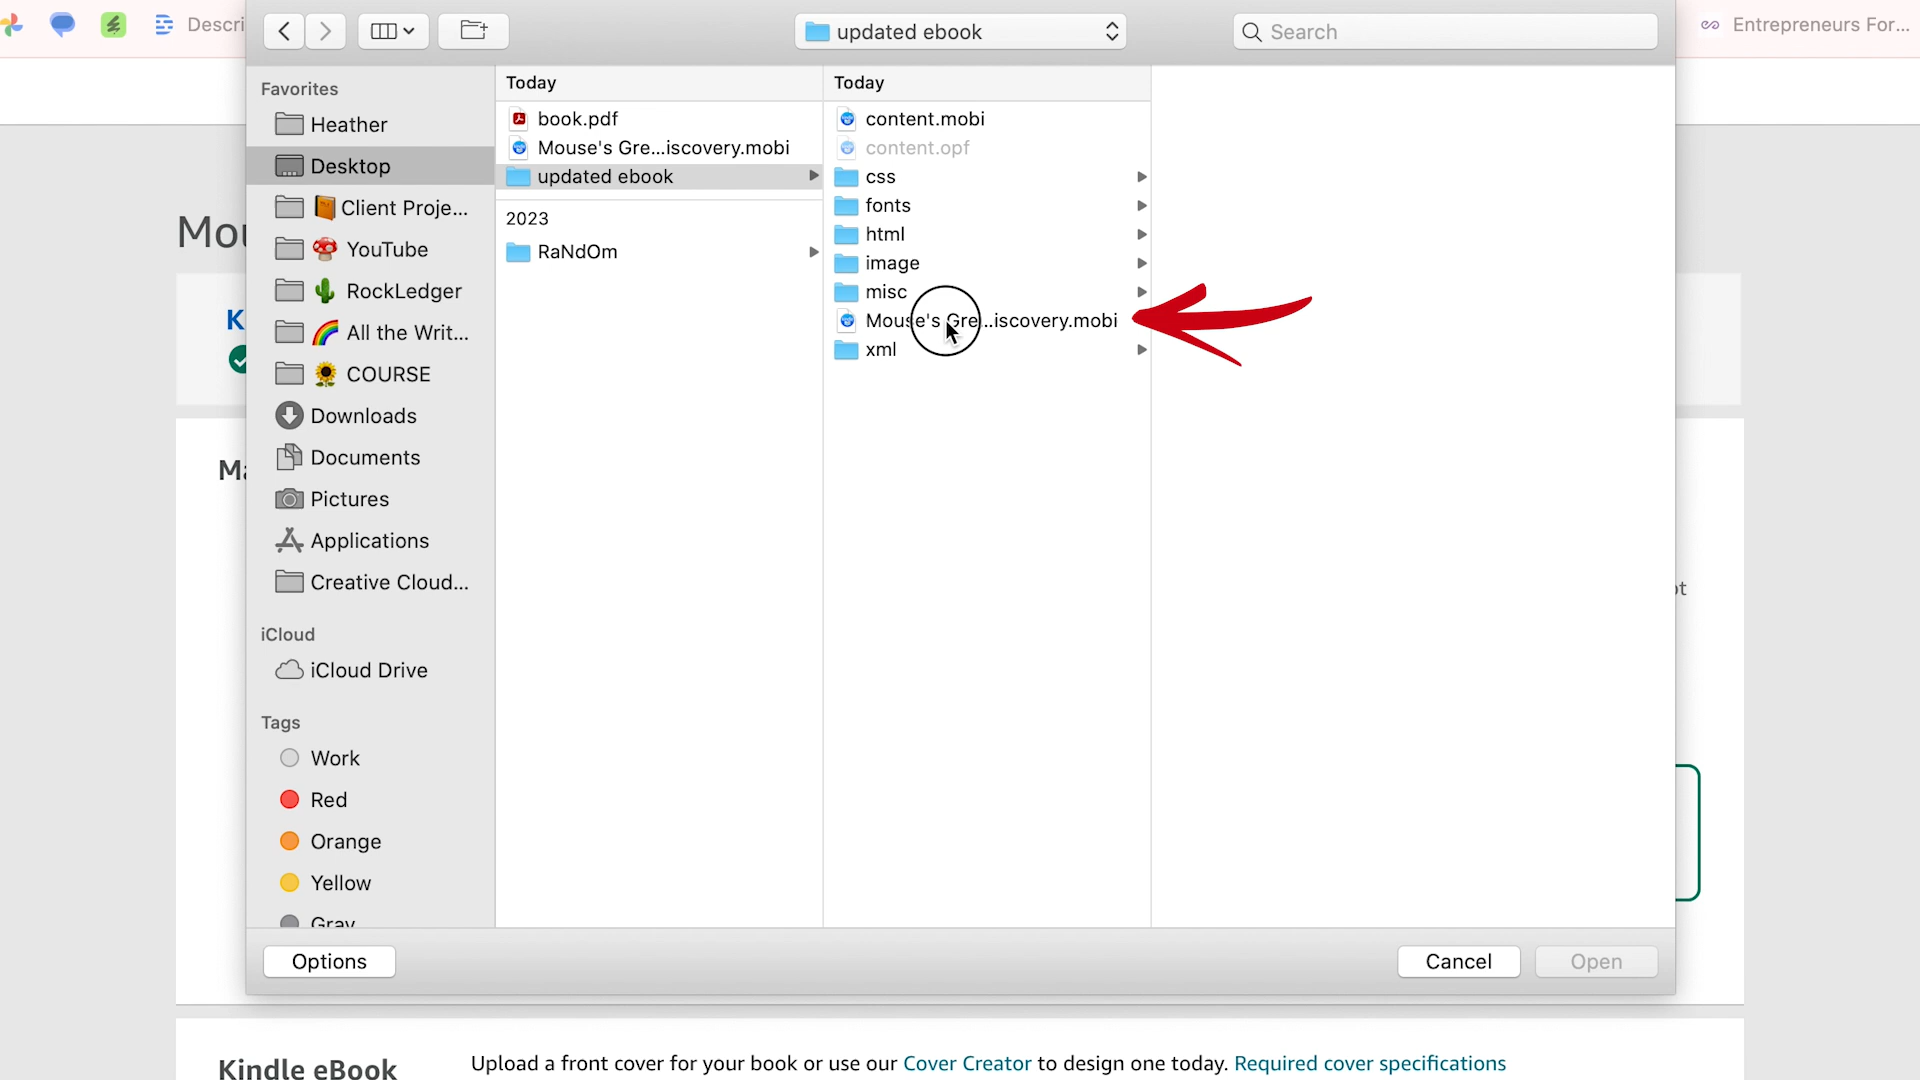 Descri
updated ebook
Search
Entrepreneurs For...
Favorites
Heather
Desktop
Client Proje...
YouTube
RockLedger
All the Writ...
COURSE
Downloads
Documents
Pictures
Applications
Creative Cloud...
iCloud
iCloud Drive
Tags
Work
Red
Orange
Yellow
Gray
Today
book.pdf
Mouse's Gre...iscovery.mobi
updated ebook
2023
RaNdOm
Today
content.mobi
content.opf
css
fonts
html
image
misc
Mouse's Gre...iscovery.mobi
xml
Mou
K
Ma
ot
Options
Cancel
Open
Kindle eBook
Upload a front cover for your book or use our Cover Creator to design one today. Required cover specifications